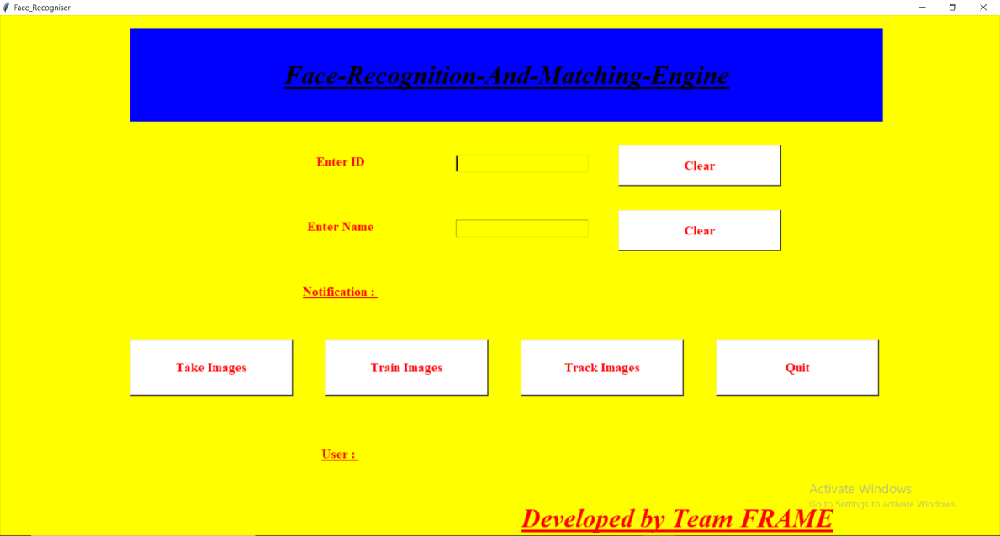 Face_Recogniser
Face-Recognition-And-Matching-Engine
Enter ID
Clear
Enter Name
Clear
Notification :
Take Images
Train Images
Track Images
Quit
User :
Activate Windows
Go to Settings to activate Windows.
Developed by Team FRAME